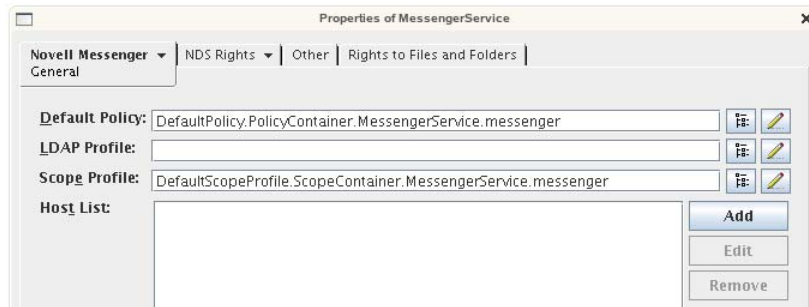 Properties of MessengerService
Novell Messenger NDS Rights Other Rights to Files and Folders
General
Default Policy: DefaultPolicy.PolicyContainer.MessengerService.messenger
LDAP Profile:
Scope Profile: DefaultScopeProfile.ScopeContainer.MessengerService.messenger
Host List:
Add
Edit
Remove